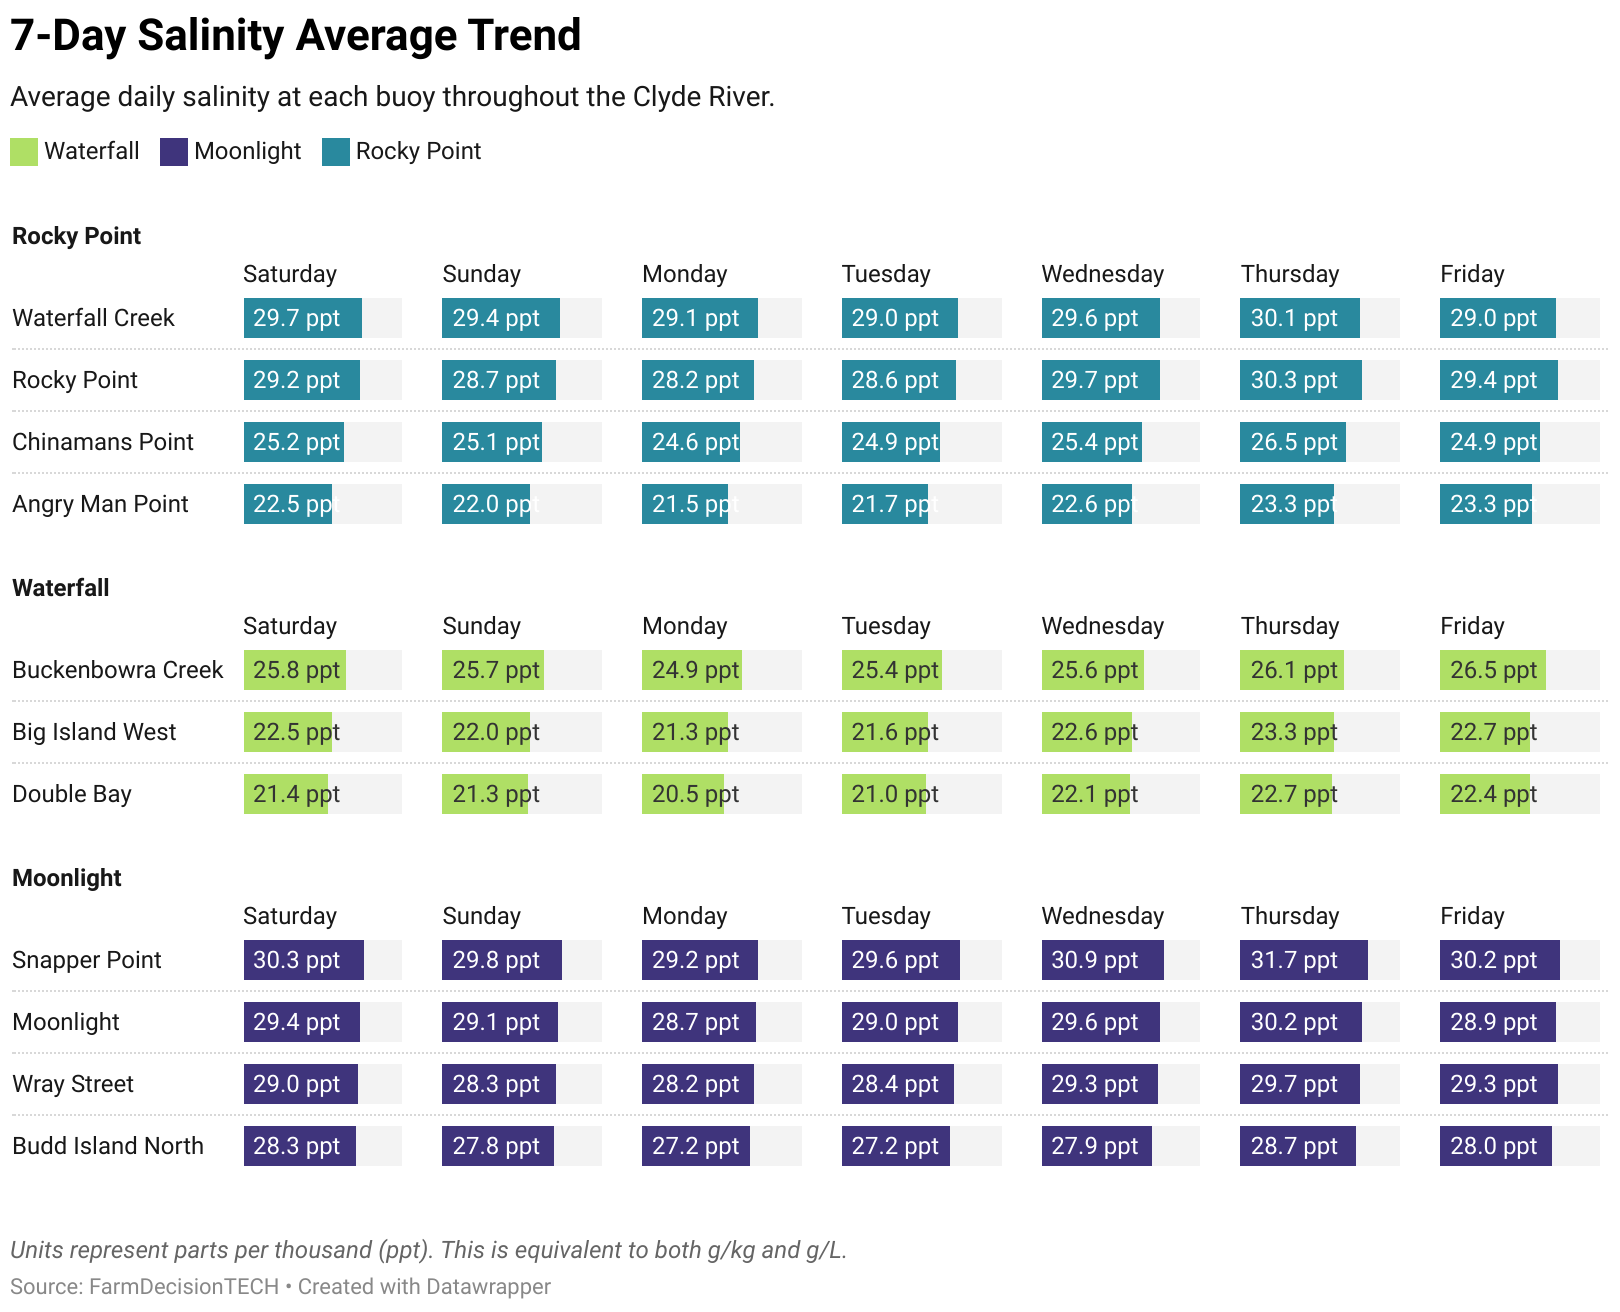 7-Day Salinity Average Trend
Average daily salinity at each buoy throughout the Clyde River.
Waterfall Moonlight Rocky Point
Rocky Point
Saturday Sunday Monday Tuesday Wednesday Thursday Friday
Waterfall Creek 29.7 ppt 29.4 ppt 29.1 ppt 29.0 ppt 29.6 ppt 30.1 ppt 29.0 ppt
Rocky Point 29.2 ppt 28.7 ppt 28.2 ppt 28.6 ppt 29.7 ppt 30.3 ppt 29.4 ppt
Chinamans Point 25.2 ppt 25.1 ppt 24.6 ppt 24.9 ppt 25.4 ppt 26.5 ppt 24.9 ppt
Angry Man Point 22.5 ppt 22.0 ppt 21.5 ppt 21.7 ppt 22.6 ppt 23.3 ppt 23.3 ppt
Waterfall
Saturday Sunday Monday Tuesday Wednesday Thursday Friday
Buckenbowra Creek 25.8 ppt 25.7 ppt 24.9 ppt 25.4 ppt 25.6 ppt 26.1 ppt 26.5 ppt
Big Island West 22.5 ppt 22.0 ppt 21.3 ppt 21.6 ppt 22.6 ppt 23.3 ppt 22.7 ppt
Double Bay 21.4 ppt 21.3 ppt 20.5 ppt 21.0 ppt 22.1 ppt 22.7 ppt 22.4 ppt
Moonlight
Saturday Sunday Monday Tuesday Wednesday Thursday Friday
Snapper Point 30.3 ppt 29.8 ppt 29.2 ppt 29.6 ppt 30.9 ppt 31.7 ppt 30.2 ppt
Moonlight 29.4 ppt 29.1 ppt 28.7 ppt 29.0 ppt 29.6 ppt 30.2 ppt 28.9 ppt
Wray Street 29.0 ppt 28.3 ppt 28.2 ppt 28.4 ppt 29.3 ppt 29.7 ppt 29.3 ppt
Budd Island North 28.3 ppt 27.8 ppt 27.2 ppt 27.2 ppt 27.9 ppt 28.7 ppt 28.0 ppt
Units represent parts per thousand (ppt). This is equivalent to both g/kg and g/L.
Source: FarmDecisionTECH • Created with Datawrapper